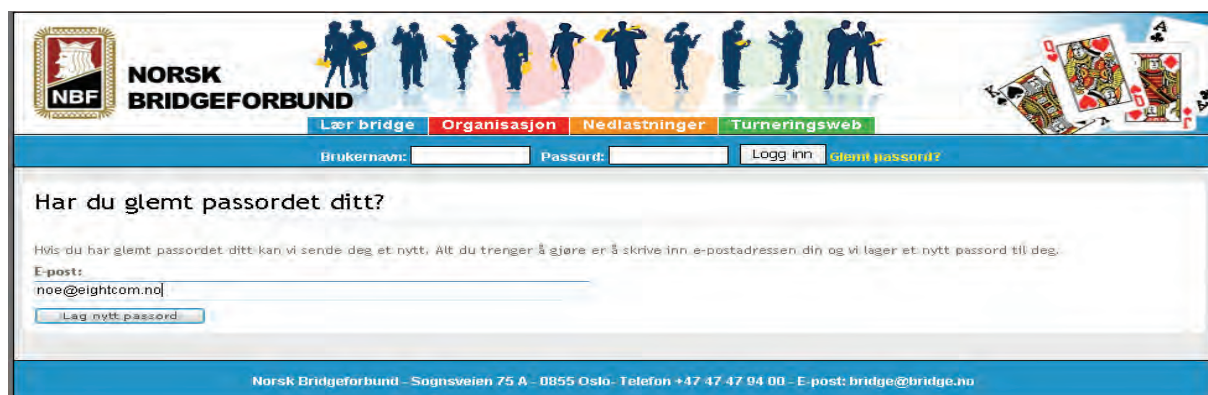 NBF
NORSK
BRIDGEFORBUND
Lær bridge Organisasjon Nedlastninger Turneringsweb
Brukernavn: Passord: Logg inn Glemt passord?
Har du glemt passordet ditt?
Hvis du har glemt passordet ditt kan vi sende deg et nytt. Alt du trenger å gjøre er å skrive inn e-postadressen din og vi lager et nytt passord til deg.
E-post:
noe@eightcom.no
Lag nytt passord
Norsk Bridgeforbund - Sognsveien 75 A - 0855 Oslo- Telefon +47 47 47 94 00 - E-post: bridge@bridge.no